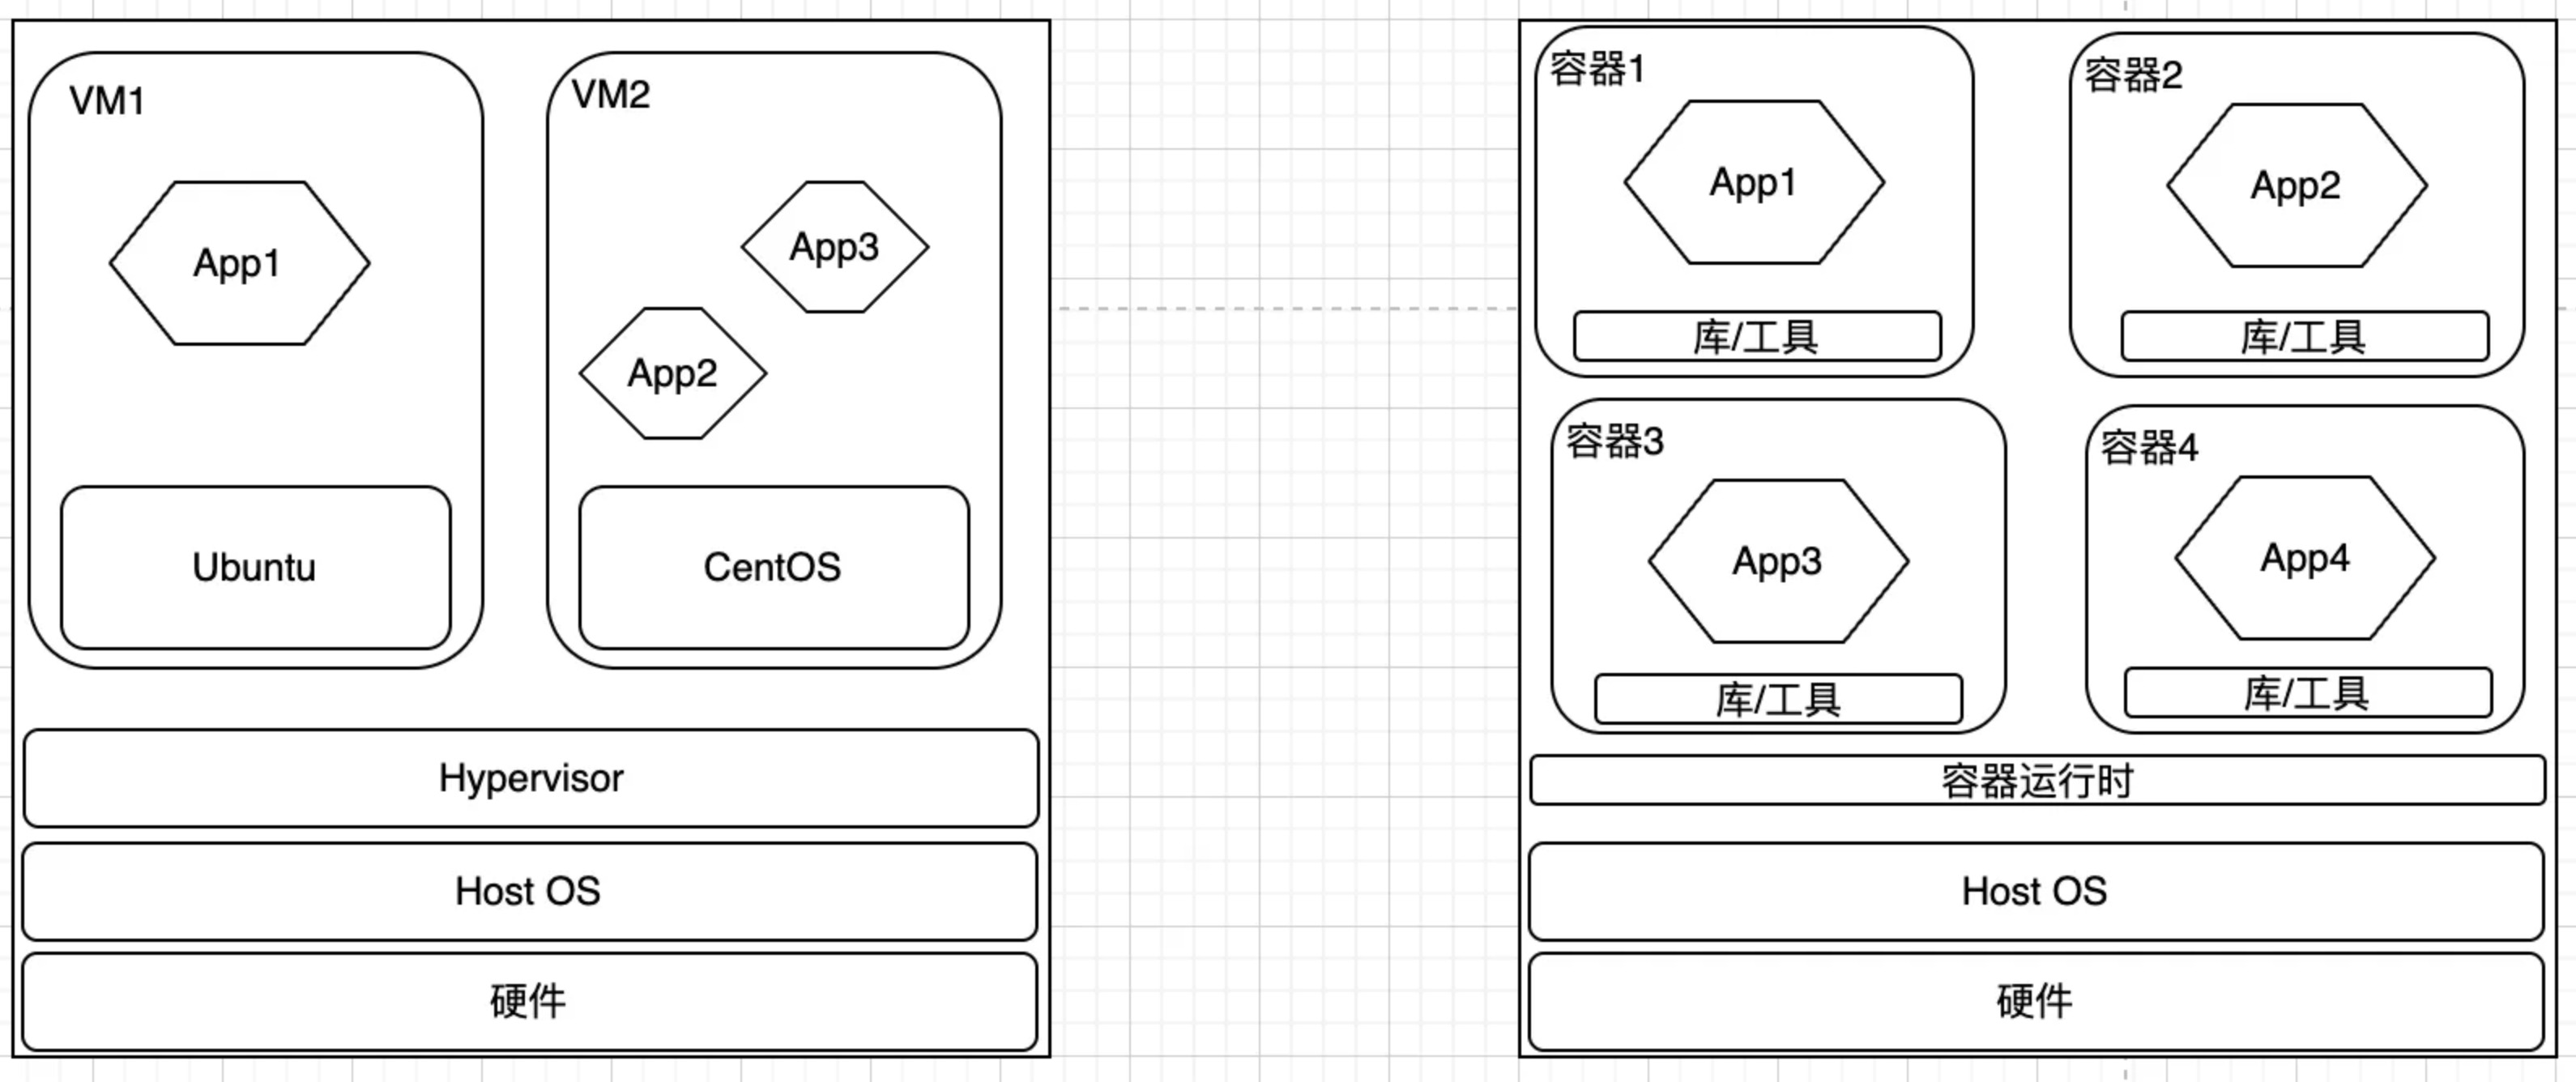 VM1
App1
Ubuntu
VM2
App3
App2
CentOS
Hypervisor
Host OS
硬件
容器1
App1
库/工具
容器2
App2
库/工具
容器3
App3
库/工具
容器4
App4
库/工具
容器运行时
Host OS
硬件